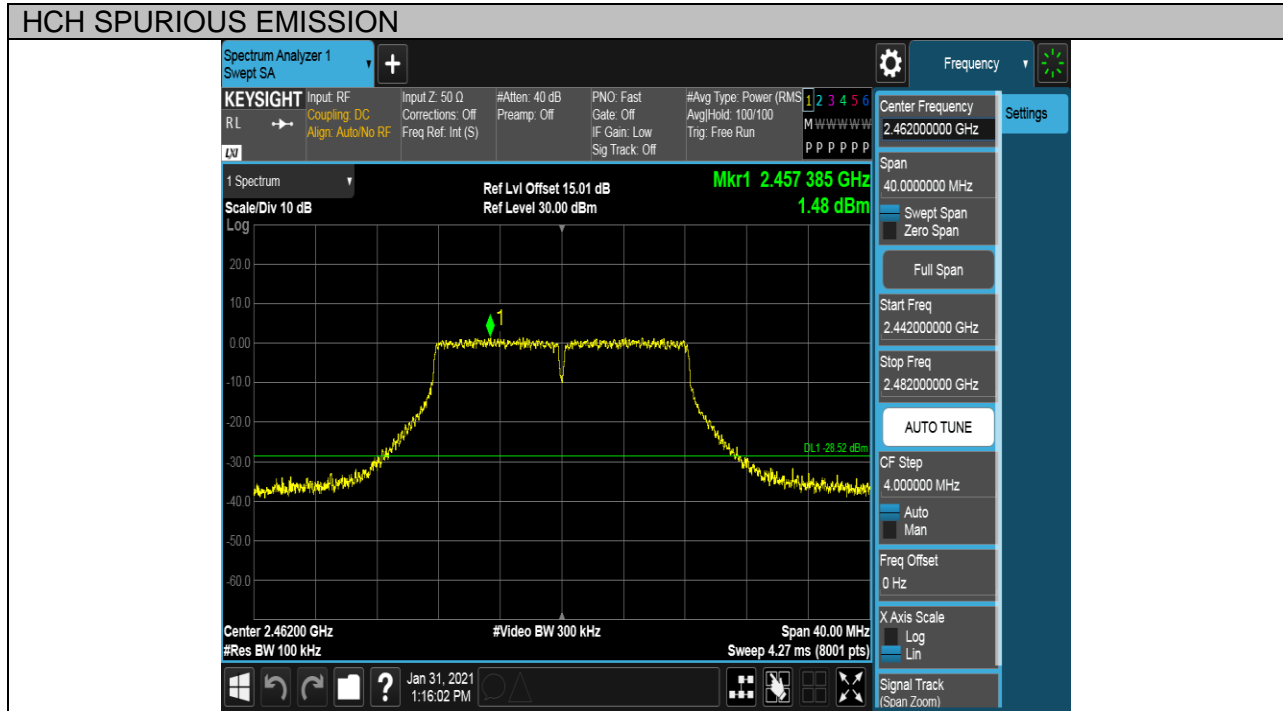 HCH SPURIOUS EMISSION
Spectrum Analyzer 1
Swept SA
+
Frequency
KEYSIGHT
RL
LXI
Input: RF
Coupling: DC
Align: Auto/No RF
Input Z: 50 Ω
Corrections: Off
Freq Ref: Int (S)
#Atten: 40 dB
Preamp: Off
PNO: Fast
Gate: Off
IF Gain: Low
Sig Track: Off
#Avg Type: Power (RMS
Avg|Hold: 100/100
Trig: Free Run
1 2 3 4 5 6
M W W W W W
P P P P P P
1 Spectrum
Scale/Div 10 dB
Log
Ref Lvl Offset 15.01 dB
Ref Level 30.00 dBm
Mkr1 2.457 385 GHz
1.48 dBm
20.0
10.0
0.00
-10.0
-20.0
-30.0
-40.0
-50.0
-60.0
1
DL1 -28.52 dBm
Center 2.46200 GHz
#Res BW 100 kHz
#Video BW 300 kHz
Span 40.00 MHz
Sweep 4.27 ms (8001 pts)
?
Jan 31, 2021
1:16:02 PM
Center Frequency
2.462000000 GHz
Settings
Span
40.0000000 MHz
Swept Span
Zero Span
Full Span
Start Freq
2.442000000 GHz
Stop Freq
2.482000000 GHz
AUTO TUNE
CF Step
4.000000 MHz
Auto
Man
Freq Offset
0 Hz
X Axis Scale
Log
Lin
Signal Track
(Span Zoom)